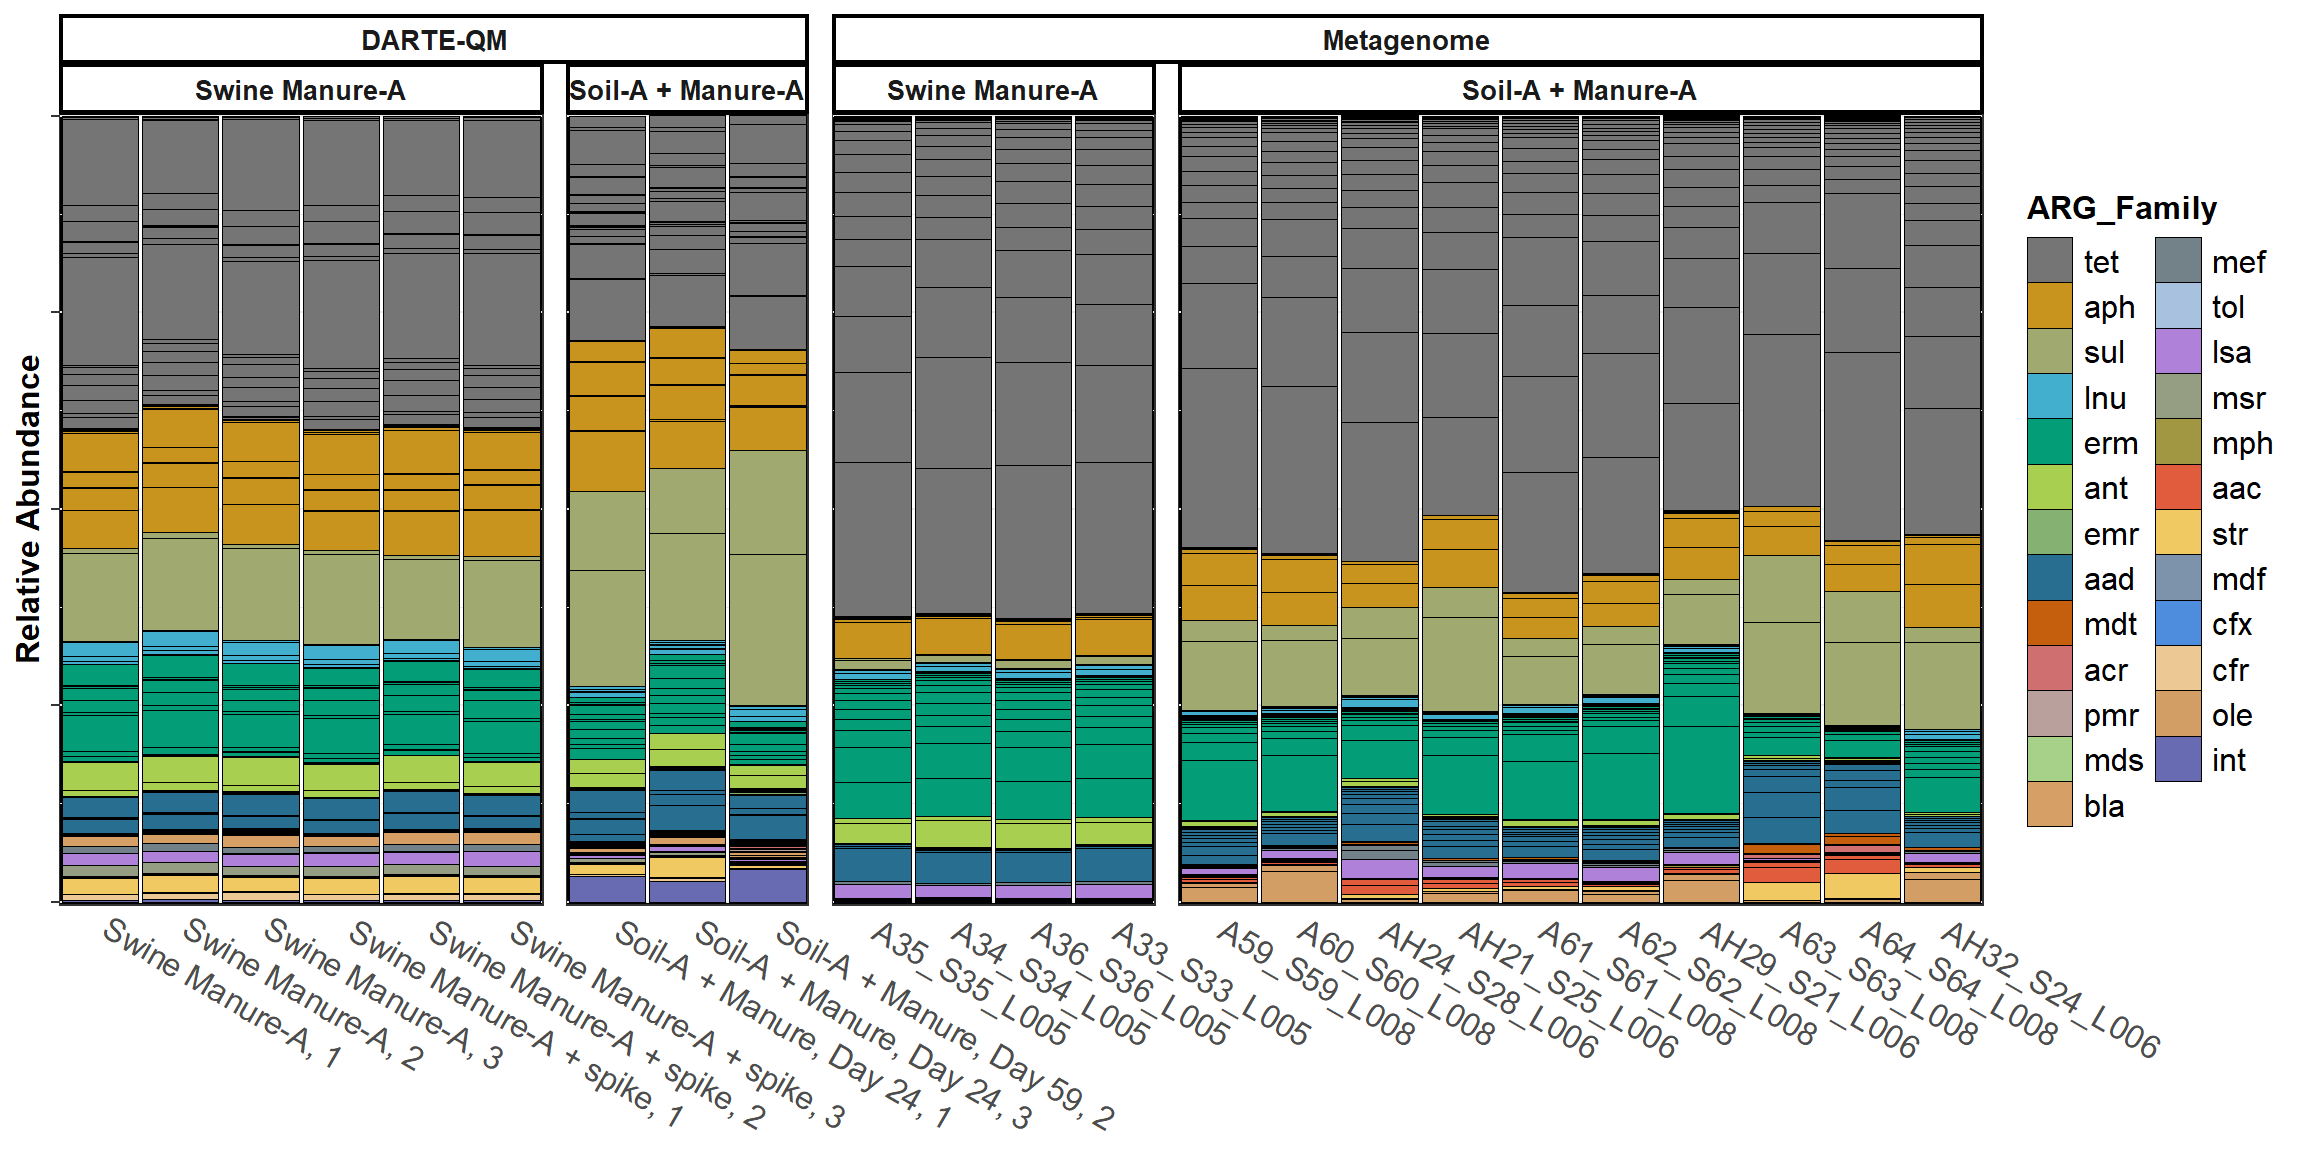 DARTE-QM
Metagenome
Swine Manure-A
Soil-A + Manure-A
Swine Manure-A
Soil-A + Manure-A
Relative Abundance
ARG_Family
tet
aph
sul
lnu
erm
ant
emr
aad
mdt
acr
pmr
mds
bla
mef
tol
lsa
msr
mph
aac
str
mdf
cfx
cfr
ole
int
Swine Manure-A, 1
Swine Manure-A, 2
Swine Manure-A, 3
Swine Manure-A + spike, 1
Swine Manure-A + spike, 2
Swine Manure-A + spike, 3
Soil-A + Manure, Day 24, 1
Soil-A + Manure, Day 24, 3
Soil-A + Manure, Day 59, 2
A35_S35_L005
A34_S34_L005
A36_S36_L005
A33_S33_L005
A59_S59_L008
A60_S60_L008
AH24_S28_L006
AH21_S25_L006
A61_S61_L008
A62_S62_L008
AH29_S21_L006
A63_S63_L008
A64_S64_L008
AH32_S24_L006